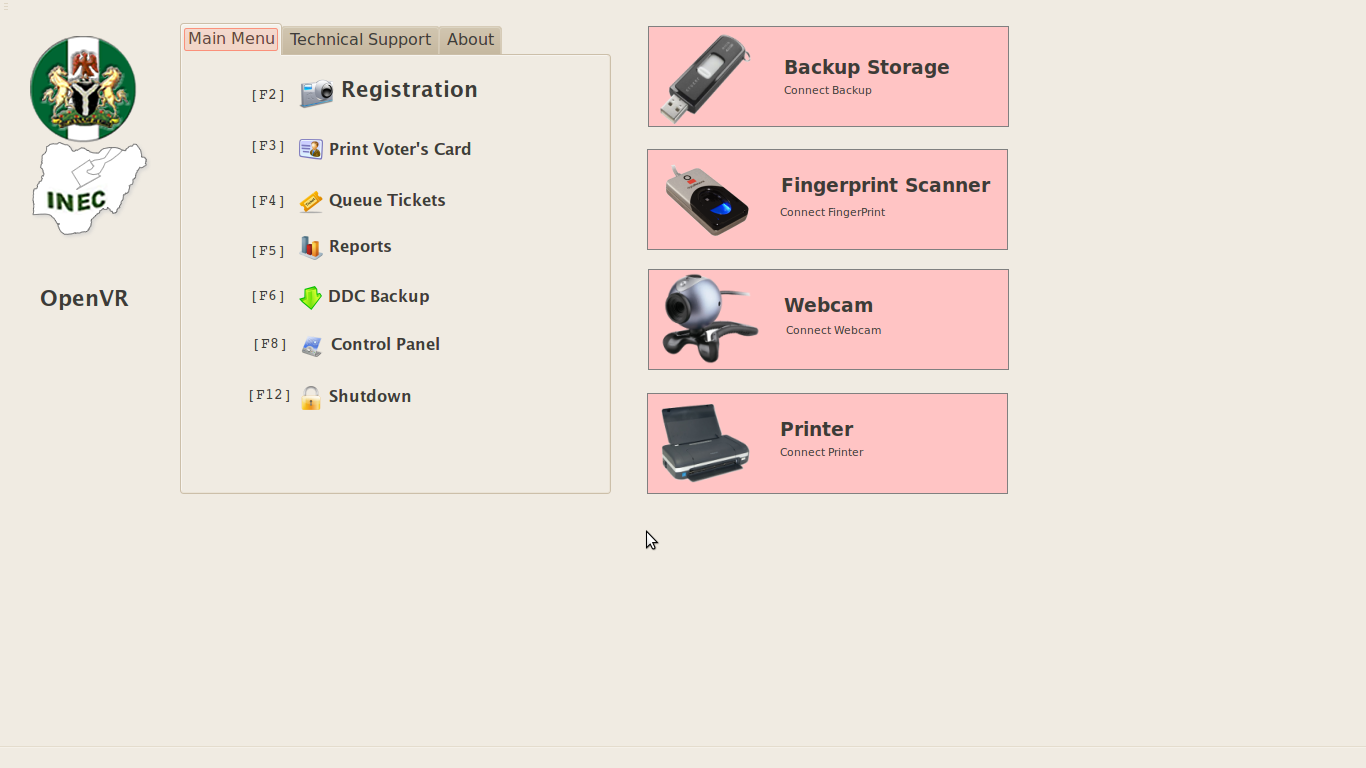 Main Menu
Technical Support
About
[F2] Registration
[F3] Print Voter's Card
[F4] Queue Tickets
[F5] Reports
[F6] DDC Backup
[F8] Control Panel
[F12] Shutdown
INEC
OpenVR
Backup Storage
Connect Backup
Fingerprint Scanner
Connect FingerPrint
Webcam
Connect Webcam
Printer
Connect Printer